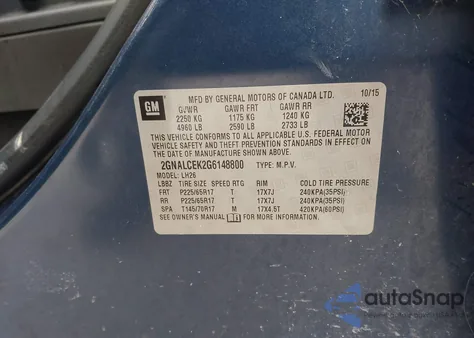 GM
MFD BY GENERAL MOTORS OF CANADA LTD. 10/15
GVWR GAWR FRT GAWR RR
2250 KG 1175 KG 1240 KG
4960 LB 2590 LB 2733 LB
THIS VEHICLE CONFORMS TO ALL APPLICABLE U.S. FEDERAL MOTOR
VEHICLE SAFETY AND THEFT PREVENTION STANDARDS IN EFFECT ON
THE DATE OF MANUFACTURE SHOWN ABOVE.
2GNALCEK2G6148800 TYPE: M.P.V.
MODEL: LH26
LBBZ TIRE SIZE SPEED RTG RIM COLD TIRE PRESSURE
FRT P225/65R17 T 17X7J 240KPA(35PSI)
RR P225/65R17 T 17X7J 240KPA(35PSI)
SPA T145/70R17 M 17X4.5T 420KPA(60PSI)
SEE OWNER'S MANUAL FOR ADDITIONAL INFORMATION.
autoSnap